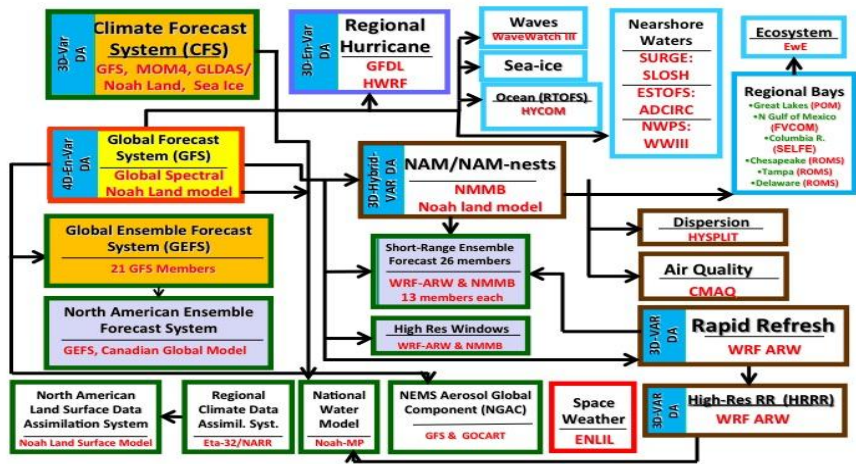 3D-Var
DA
Climate Forecast
System (CFS)
GFS, MOM4, GLDAS/
Noah Land, Sea Ice
3D-En-Var
DA
Regional
Hurricane
GFDL
HWRF
Waves
WaveWatch III
Sea-ice
Ocean (RTOFS)
HYCOM
Nearshore
Waters
SURGE:
SLOSH
ESTOFS:
ADCIRC
NWPS:
WWIII
Ecosystem
EwE
Regional Bays
•Great Lakes (POM)
•N Gulf of Mexico
(FVCOM)
•Columbia R.
(SELFE)
•Chesapeake (ROMS)
•Tampa (ROMS)
•Delaware (ROMS)
4D-En-Var
DA
Global Forecast
System (GFS)
Global Spectral
Noah Land model
3D-Hybrid-
VAR DA
NAM/NAM-nests
NMMB
Noah land model
Global Ensemble Forecast
System (GEFS)
21 GFS Members
Short-Range Ensemble
Forecast 26 members
WRF-ARW & NMMB
13 members each
Dispersion
HYSPLIT
Air Quality
CMAQ
North American Ensemble
Forecast System
GEFS, Canadian Global Model
High Res Windows
WRF-ARW & NMMB
3D-VAR
DA
Rapid Refresh
WRF ARW
North American
Land Surface Data
Assimilation System
Noah Land Surface Model
Regional
Climate Data
Assimil. Syst.
Eta-32/NARR
National
Water
Model
Noah-MP
NEMS Aerosol Global
Component (NGAC)
GFS & GOCART
Space
Weather
ENLIL
3D-VAR
DA
High-Res RR (HRRR)
WRF ARW